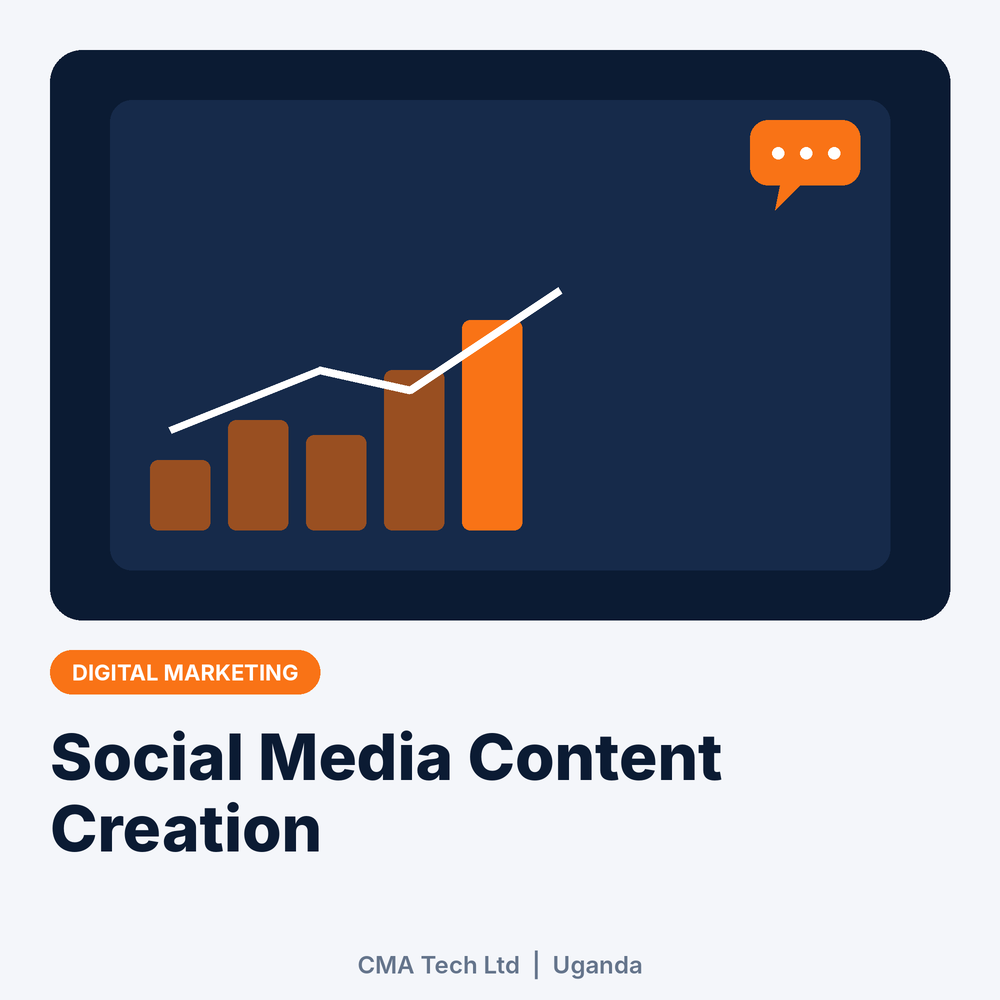 DIGITAL MARKETING
Social Media Content
Creation
CMA Tech Ltd | Uganda